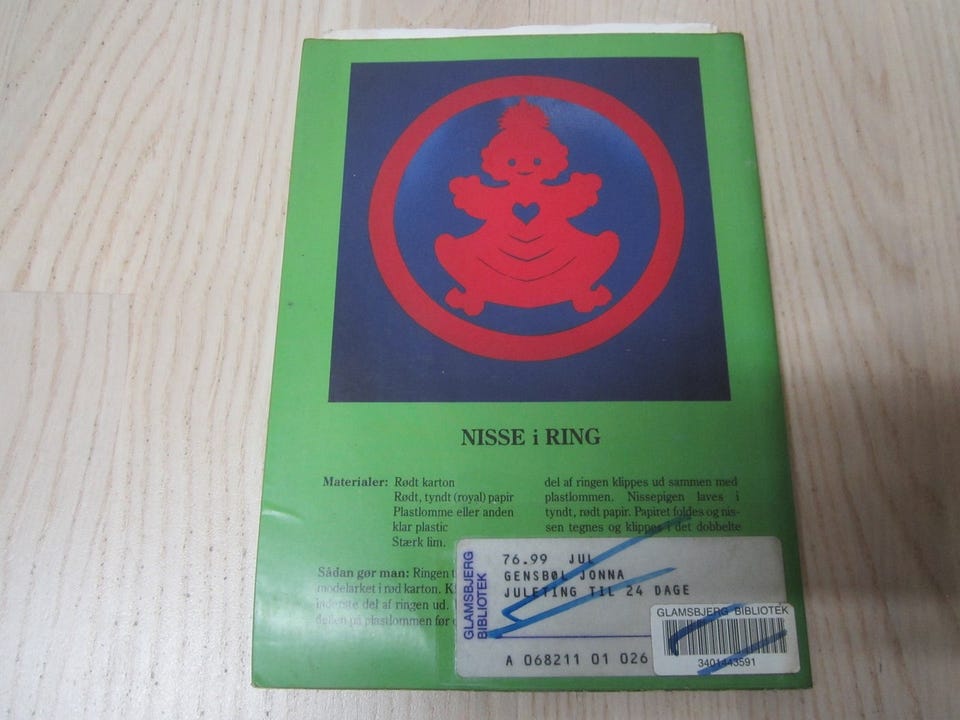 NISSE i RING
Materialer: Rødt karton
Rødt, tyndt (royal) papir
Plastlomme eller anden
klar plastic
Stærk lim.
Sådan gør man: Ringen
modelarket i rød karton.
inderste del af ringen ud.
på plastlommen før
del af ringen klippes ud sammen med
plastlommen. Nissepigen laves i
tyndt, rødt papir. Papiret foldes og nis-
sen tegnes og klippes i det dobbelte
GLAMSBJERG
BIBLIOTEK
76.99 JUL
GENSBØL JONNA
JULETING TIL 24 DAGE
A 068211 01 026
GLAMSBJERG BIBLIOTEK
3401443591